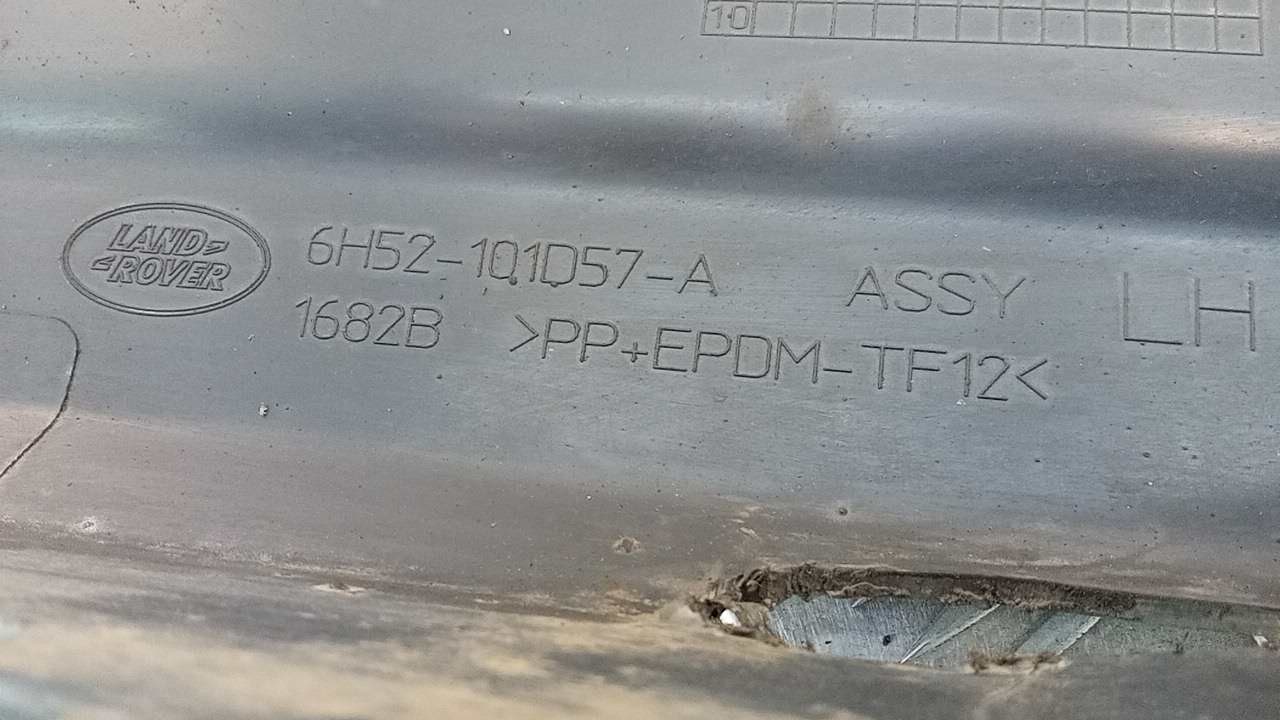 10
LAND
ROVER
6H52-101D57-A ASSY LH
1682B >PP+EPDM-TF12<